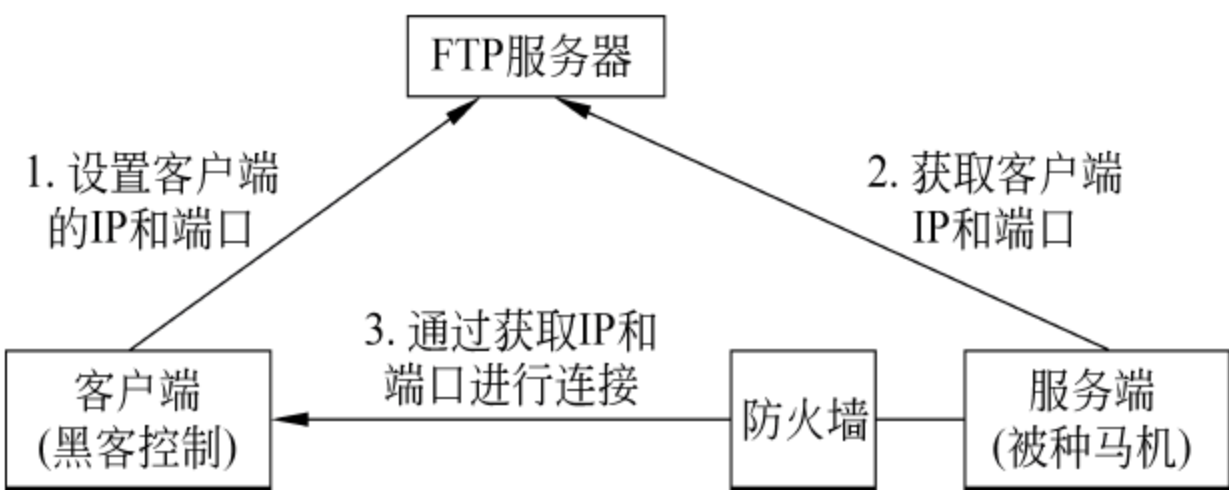 FTP服务器
1. 设置客户端
的IP和端口
2. 获取客户端
IP和端口
3. 通过获取IP和
端口进行连接
客户端
(黑客控制)
防火墙
服务端
(被种马机)